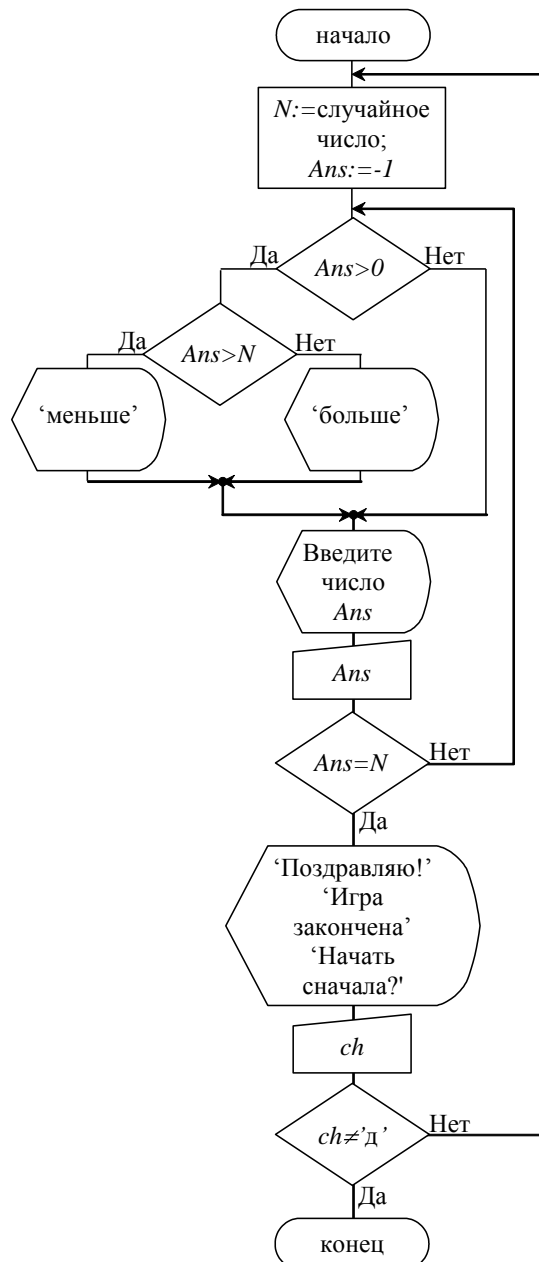 начало
N:=случайное
число;
Ans:=-1
Да
Ans>0
Нет
Да
Ans>N
Нет
‘меньше’
‘больше’
Введите
число
Ans
Ans
Ans=N
Нет
Да
‘Поздравляю!’
‘Игра
закончена’
‘Начать
сначала?'
ch
ch≠’д’
Нет
Да
конец